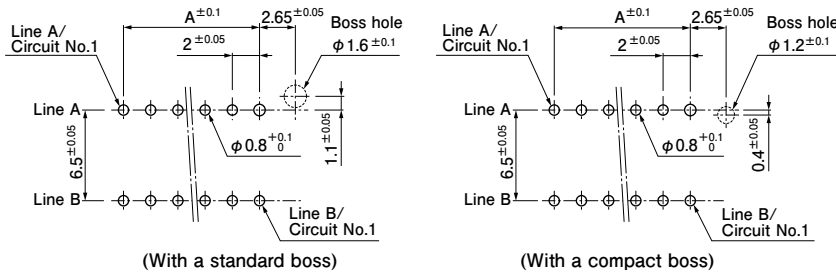 A±0.1
2.65±0.05
Line A/
Circuit No.1
2±0.05
Boss hole
φ1.6±0.1
Line A
6.5±0.05
φ0.8+0.1 0
1.1±0.05
Line B
Line B/
Circuit No.1
(With a standard boss)
A±0.1
2.65±0.05
Line A/
Circuit No.1
2±0.05
Boss hole
φ1.2±0.1
Line A
6.5±0.05
φ0.8+0.1 0
0.4±0.05
Line B
Line B/
Circuit No.1
(With a compact boss)